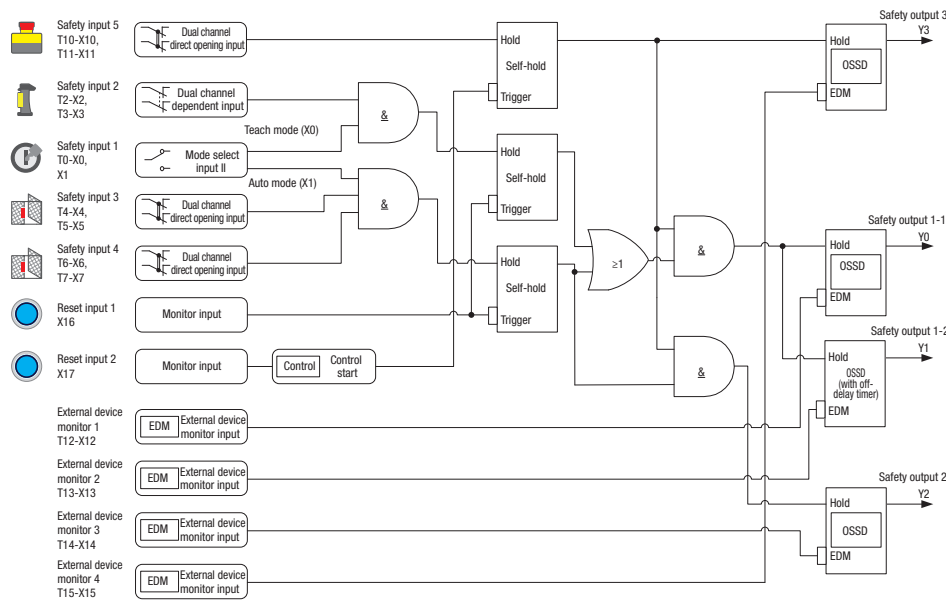 Safety input 5
T10-X10,
T11-X11
Dual channel
direct opening input
Hold
Self-hold
Trigger
Safety output 3
Y3
Hold
OSSD
EDM
Safety input 2
T2-X2,
T3-X3
Dual channel
dependent input
&
Teach mode (X0)
Safety input 1
T0-X0,
X1
Mode select
input II
Auto mode (X1)
&
Hold
Self-hold
Trigger
Safety input 3
T4-X4,
T5-X5
Dual channel
direct opening input
Safety input 4
T6-X6,
T7-X7
Dual channel
direct opening input
Hold
Self-hold
Trigger
≥1
&
Safety output 1-1
Y0
Hold
OSSD
EDM
Reset input 1
X16
Monitor input
Reset input 2
X17
Monitor input
Control
Control
start
&
Safety output 1-2
Y1
Hold
OSSD
(with off-
delay timer)
EDM
External device
monitor 1
T12-X12
EDM
External device
monitor input
External device
monitor 2
T13-X13
EDM
External device
monitor input
Safety output 2
Y2
Hold
OSSD
EDM
External device
monitor 3
T14-X14
EDM
External device
monitor input
External device
monitor 4
T15-X15
EDM
External device
monitor input